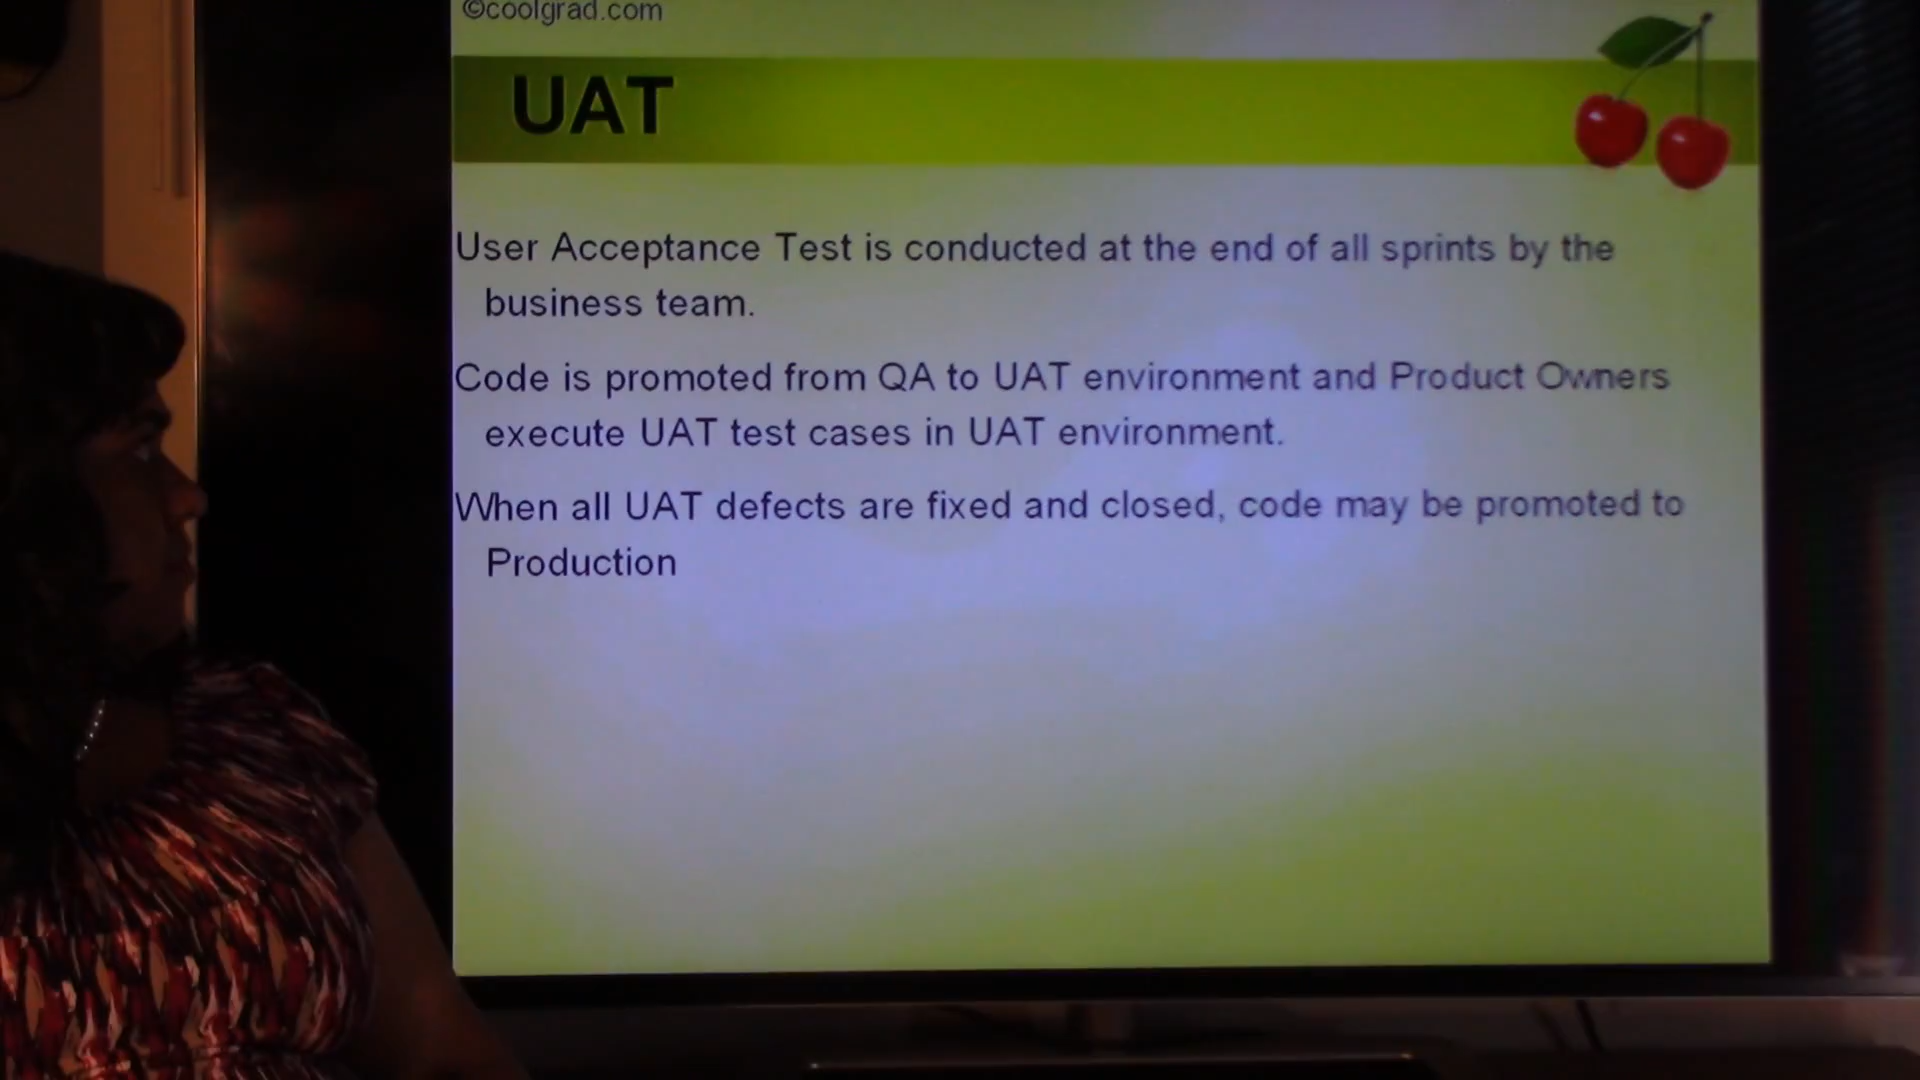 ©coolgrad.com
UAT
User Acceptance Test is conducted at the end of all sprints by the
business team.
Code is promoted from QA to UAT environment and Product Owners
execute UAT test cases in UAT environment.
When all UAT defects are fixed and closed, code may be promoted to
Production